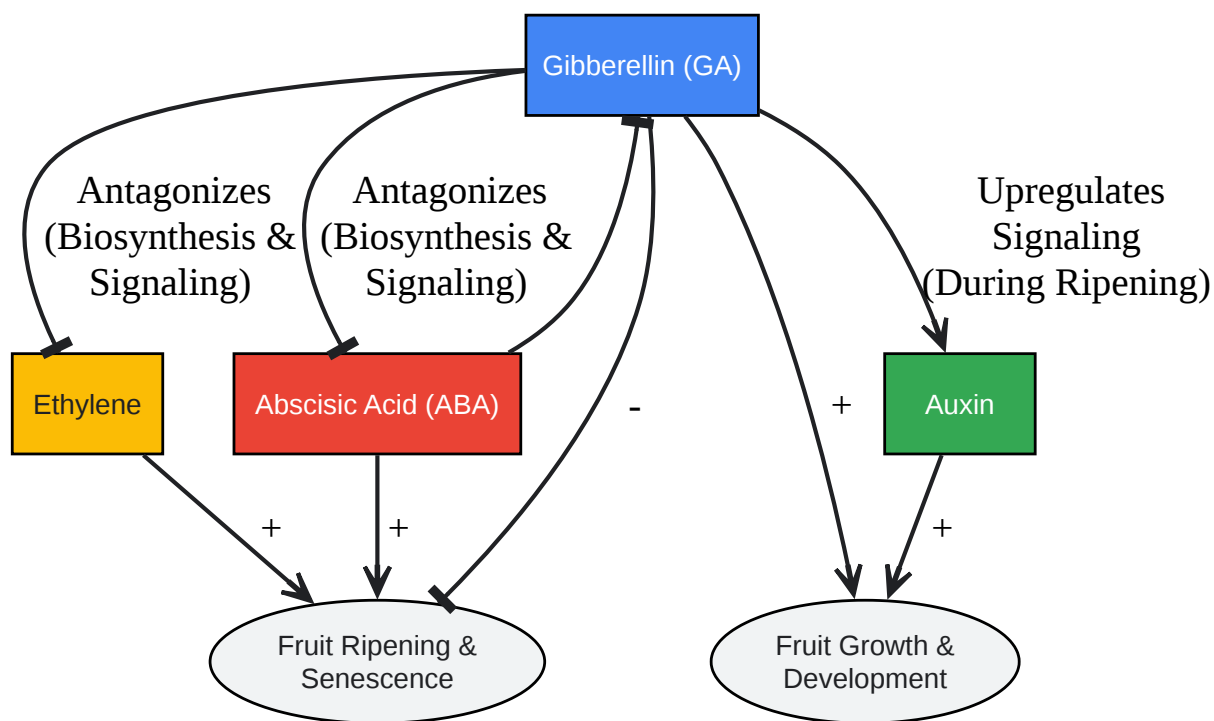 Gibberellin (GA)
Antagonizes
(Biosynthesis &
Signaling)
Antagonizes
(Biosynthesis &
Signaling)
Upregulates
Signaling
(During Ripening)
Ethylene
Abscisic Acid (ABA)
-
+
Auxin
+
+
+
Fruit Ripening &
Senescence
Fruit Growth &
Development